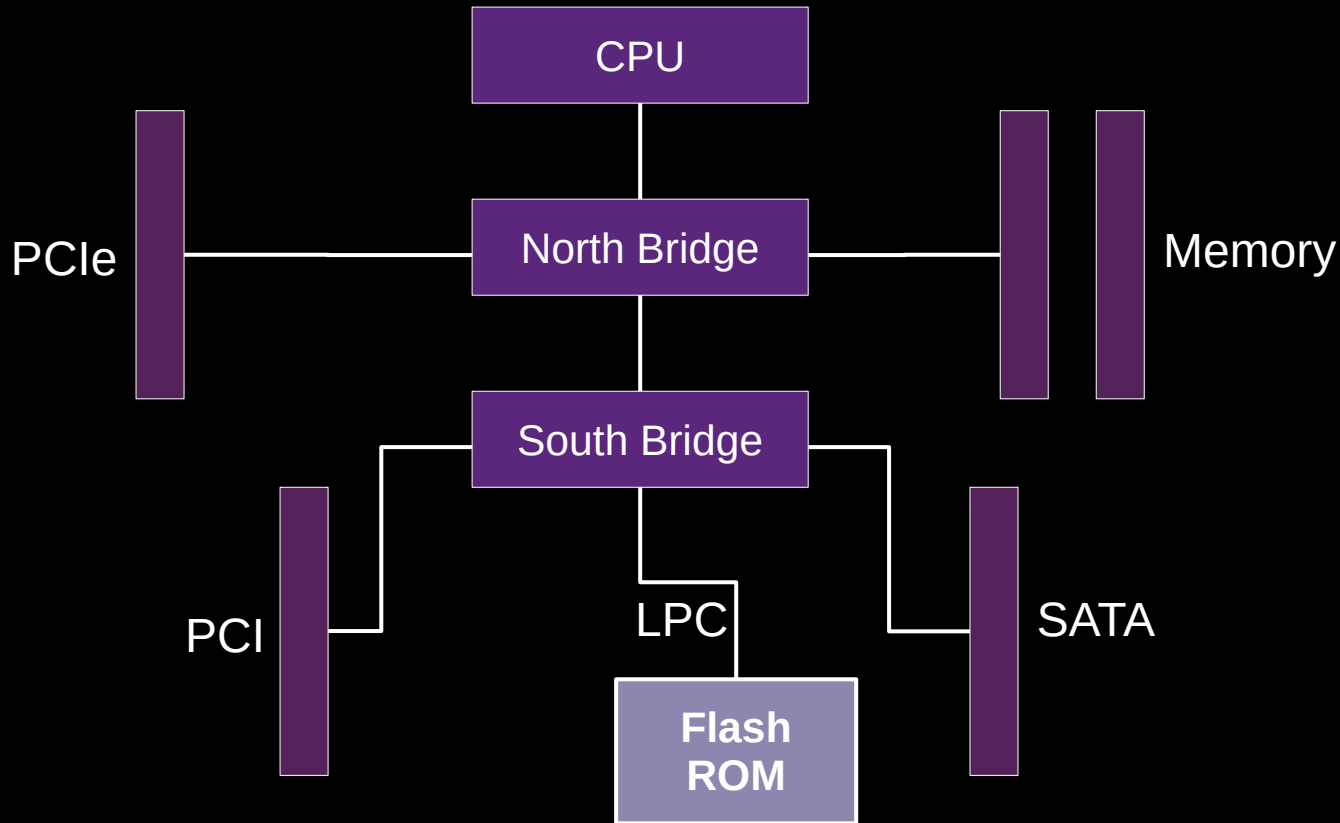 CPU
PCIe
North Bridge
Memory
South Bridge
PCI
LPC
SATA
Flash
ROM